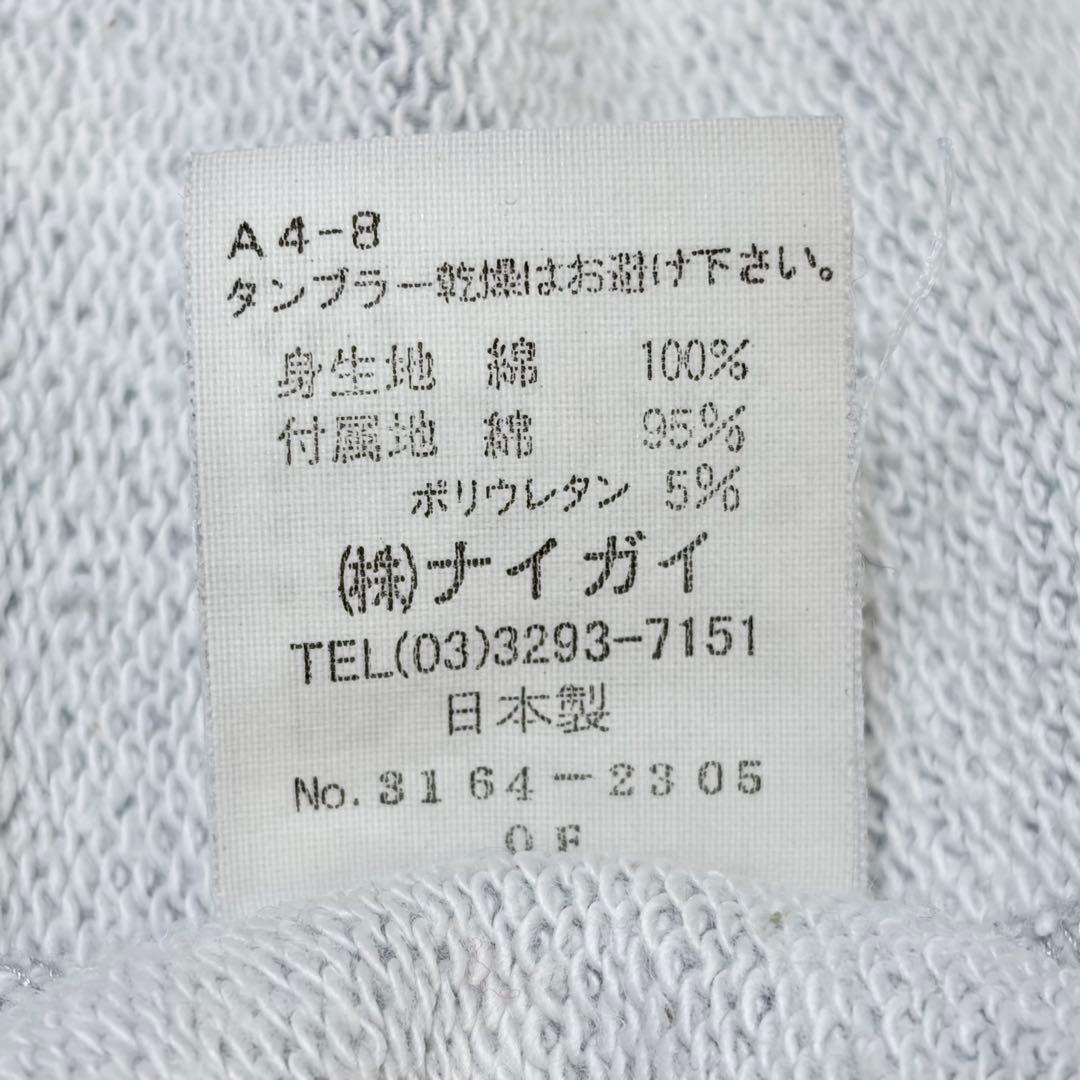 A4-8
タンブラー乾燥はお避け下さい。
身生地 綿 100%
付属地 綿 95%
ポリウレタン 5%
(株)ナイガイ
TEL(03)3293-7151
日本製
No.3164-2305